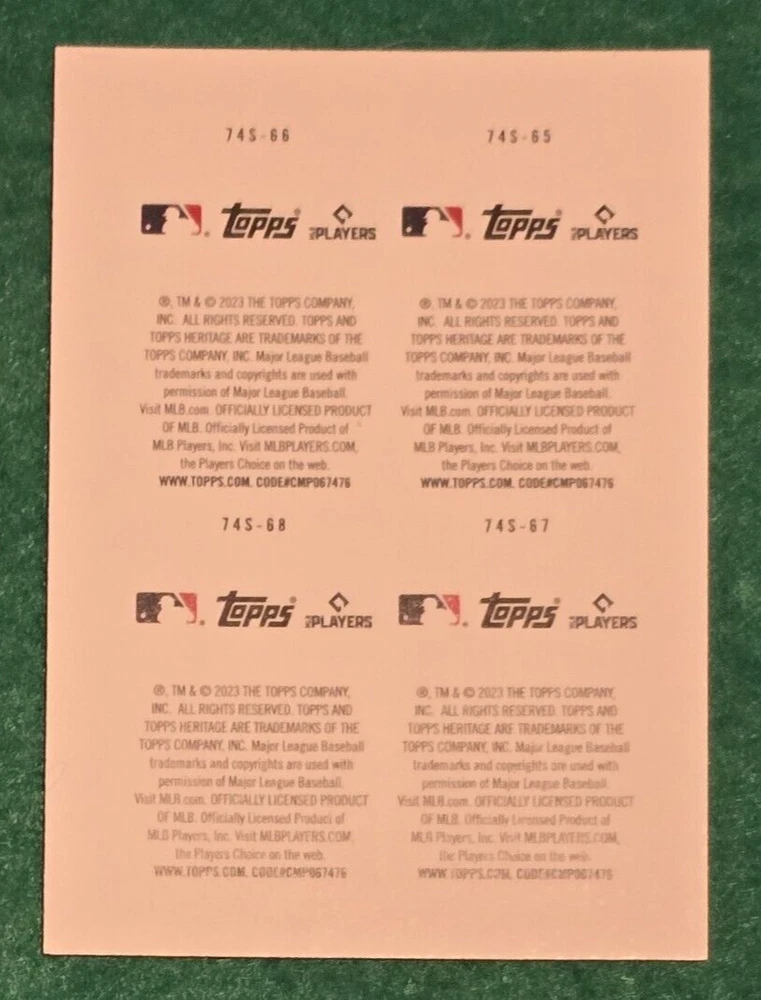 74S-66
Topps
MLB PLAYERS
®, TM & © 2023 THE TOPPS COMPANY,
INC. ALL RIGHTS RESERVED. TOPPS AND
TOPPS HERITAGE ARE TRADEMARKS OF THE
TOPPS COMPANY, INC. Major League Baseball
trademarks and copyrights are used with
permission of Major League Baseball.
Visit MLB.com. OFFICIALLY LICENSED PRODUCT
OF MLB. Officially Licensed Product of
MLB Players, Inc. Visit MLBPLAYERS.COM,
the Players Choice on the web.
WWW.TOPPS.COM. CODE#CMP067476
74S-65
Topps
MLB PLAYERS
®, TM & © 2023 THE TOPPS COMPANY,
INC. ALL RIGHTS RESERVED. TOPPS AND
TOPPS HERITAGE ARE TRADEMARKS OF THE
TOPPS COMPANY, INC. Major League Baseball
trademarks and copyrights are used with
permission of Major League Baseball.
Visit MLB.com. OFFICIALLY LICENSED PRODUCT
OF MLB. Officially Licensed Product of
MLB Players, Inc. Visit MLBPLAYERS.COM,
the Players Choice on the web.
WWW.TOPPS.COM. CODE#CMP067476
74S-68
Topps
MLB PLAYERS
®, TM & © 2023 THE TOPPS COMPANY,
INC. ALL RIGHTS RESERVED. TOPPS AND
TOPPS HERITAGE ARE TRADEMARKS OF THE
TOPPS COMPANY, INC. Major League Baseball
trademarks and copyrights are used with
permission of Major League Baseball.
Visit MLB.com. OFFICIALLY LICENSED PRODUCT
OF MLB. Officially Licensed Product of
MLB Players, Inc. Visit MLBPLAYERS.COM,
the Players Choice on the web.
WWW.TOPPS.COM. CODE#CMP067476
74S-67
Topps
MLB PLAYERS
®, TM & © 2023 THE TOPPS COMPANY,
INC. ALL RIGHTS RESERVED. TOPPS AND
TOPPS HERITAGE ARE TRADEMARKS OF THE
TOPPS COMPANY, INC. Major League Baseball
trademarks and copyrights are used with
permission of Major League Baseball.
Visit MLB.com. OFFICIALLY LICENSED PRODUCT
OF MLB. Officially Licensed Product of
MLB Players, Inc. Visit MLBPLAYERS.COM,
the Players Choice on the web.
WWW.TOPPS.COM. CODE#CMP067476